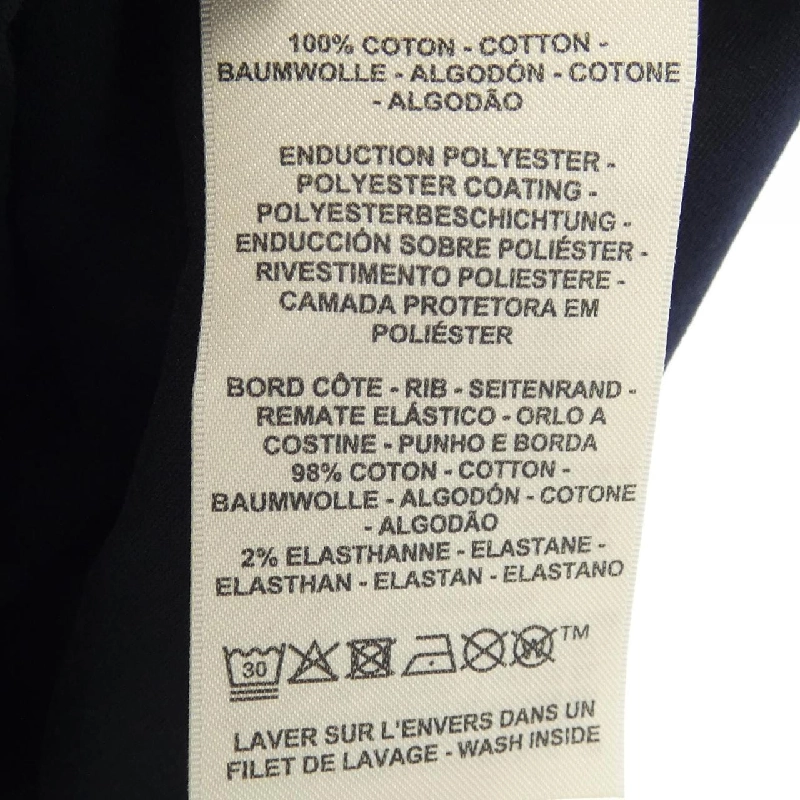 100% COTON - COTTON -
BAUMWOLLE - ALGODÓN - COTONE
- ALGODÃO
ENDUCTION POLYESTER -
POLYESTER COATING -
POLYESTERBESCHICHTUNG -
ENDUCCIÓN SOBRE POLIÉSTER -
RIVESTIMENTO POLIESTERE -
CAMADA PROTETORA EM
POLIÉSTER
BORD CÔTE - RIB - SEITENRAND -
REMATE ELÁSTICO - ORLO A
COSTINE - PUNHO E BORDA
98% COTON - COTTON -
BAUMWOLLE - ALGODÓN - COTONE
- ALGODÃO
2% ELASTHANNE - ELASTANE -
ELASTHAN - ELASTAN - ELASTANO
30 W TM
LAVER SUR L'ENVERS DANS UN
FILET DE LAVAGE - WASH INSIDE